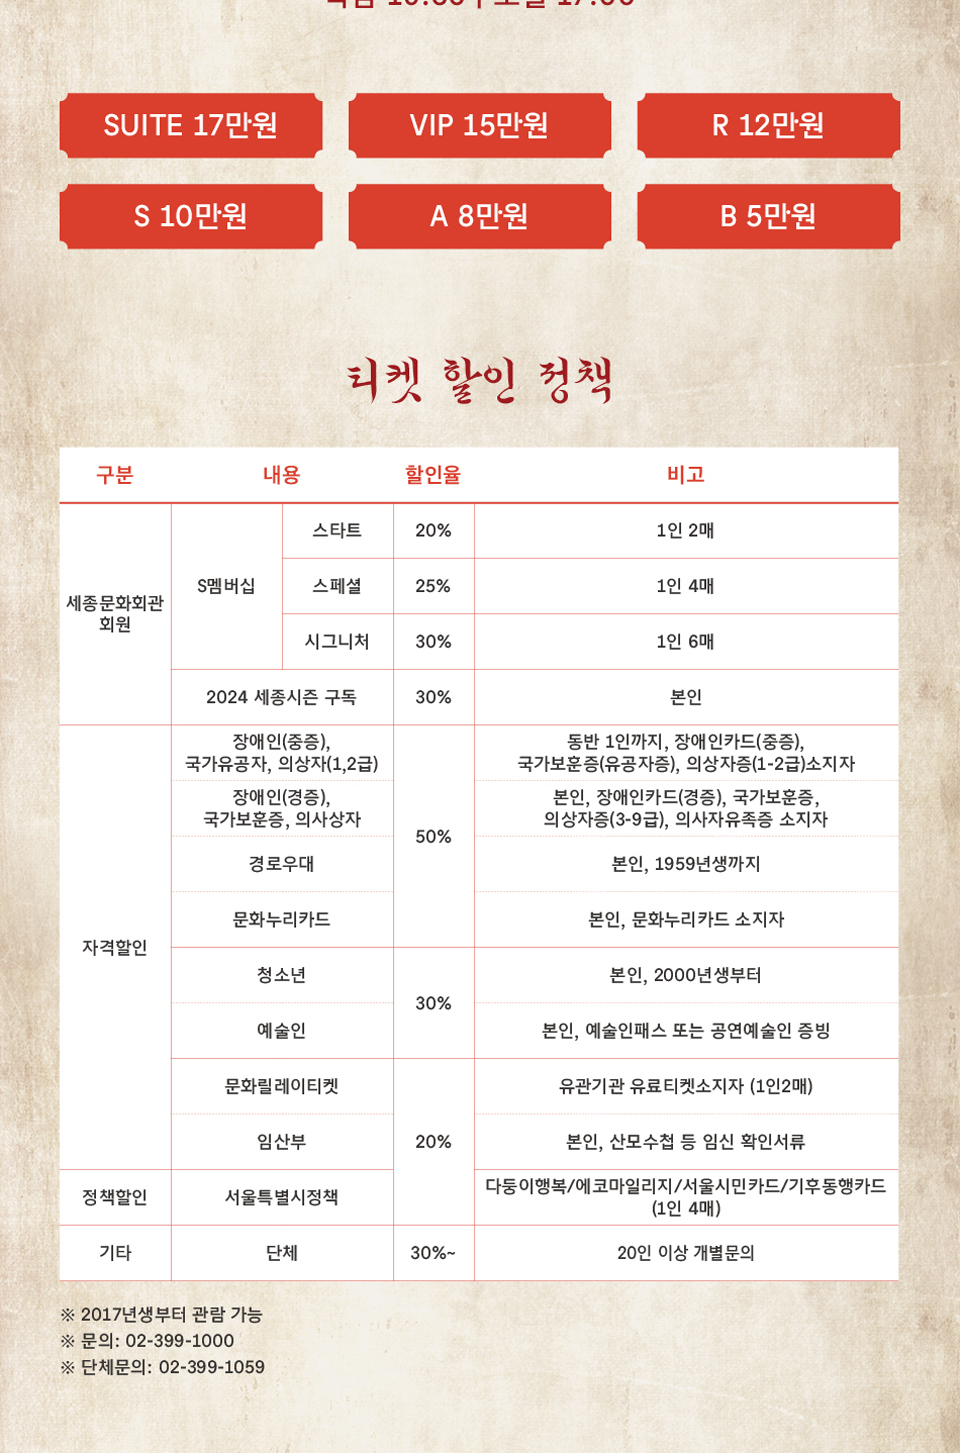 SUITE 17만원
VIP 15만원
R 12만원
S 10만원
A 8만원
B 5만원
티켓 할인 정책
구분 내용 할인율 비고
세종문화회관
회원
S멤버십
스타트 20% 1인 2매
스페셜 25% 1인 4매
시그니처 30% 1인 6매
2024 세종시즌 구독 30% 본인
자격할인
장애인(중증),
국가유공자, 의상자(1,2급)
50%
동반 1인까지, 장애인카드(중증),
국가보훈증(유공자증), 의상자증(1-2급)소지자
장애인(경증),
국가보훈증, 의사상자
본인, 장애인카드(경증), 국가보훈증,
의상자증(3-9급), 의사자유족증 소지자
경로우대 본인, 1959년생까지
문화누리카드 본인, 문화누리카드 소지자
청소년 30% 본인, 2000년생부터
예술인 본인, 예술인패스 또는 공연예술인 증빙
문화릴레이티켓 20% 유관기관 유료티켓소지자 (1인2매)
임산부 본인, 산모수첩 등 임신 확인서류
정책할인 서울특별시정책
다둥이행복/에코마일리지/서울시민카드/기후동행카드
(1인 4매)
기타 단체 30%~ 20인 이상 개별문의
※ 2017년생부터 관람 가능
※ 문의: 02-399-1000
※ 단체문의: 02-399-1059